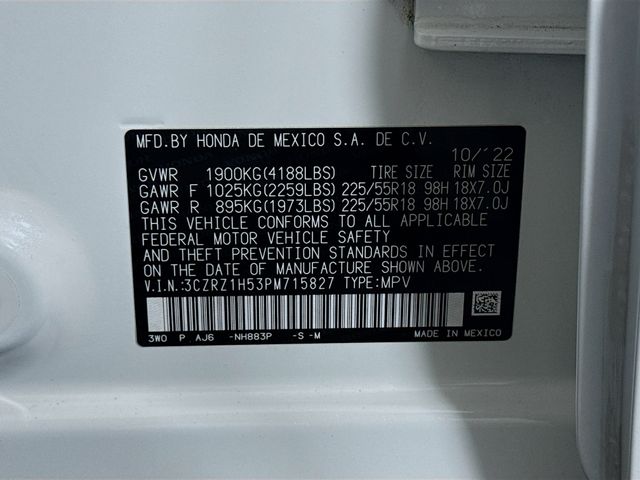 MFD.BY HONDA DE MEXICO S.A. DE C.V.
10/'22
GVWR 1900KG(4188LBS) TIRE SIZE RIM SIZE
GAWR F 1025KG(2259LBS) 225/55R18 98H 18X7.0J
GAWR R 895KG(1973LBS) 225/55R18 98H 18X7.0J
THIS VEHICLE CONFORMS TO ALL APPLICABLE
FEDERAL MOTOR VEHICLE SAFETY
AND THEFT PREVENTION STANDARDS IN EFFECT
ON THE DATE OF MANUFACTURE SHOWN ABOVE.
V.I.N.:3CZRZ1H53PM715827 TYPE:MPV
3W0 P AJ6 -NH883P -S -M MADE IN MEXICO